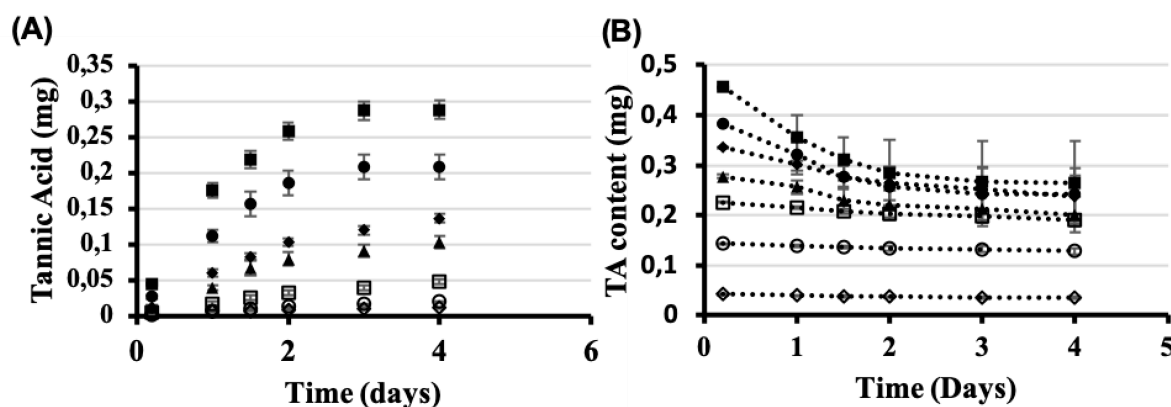 (A)
Tannic Acid (mg)
0,35
0,3
0,25
0,2
0,15
0,1
0,05
0
0 2 4 6
Time (days)
(B)
TA content (mg)
0,5
0,4
0,3
0,2
0,1
0,0
0 1 2 3 4 5
Time (Days)